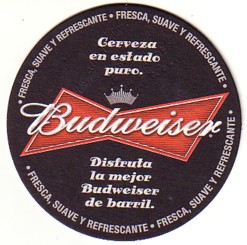 • FRESCA, SUAVE Y REFRESCANTE •
Cerveza
en estado
puro.
Budweiser
Disfruta
la mejor
Budweiser
de barril.
• FRESCA, SUAVE Y REFRESCANTE •
FRESCA, SUAVE Y REFRESCANTE •
FRESCA, SUAVE Y REFRESCANTE